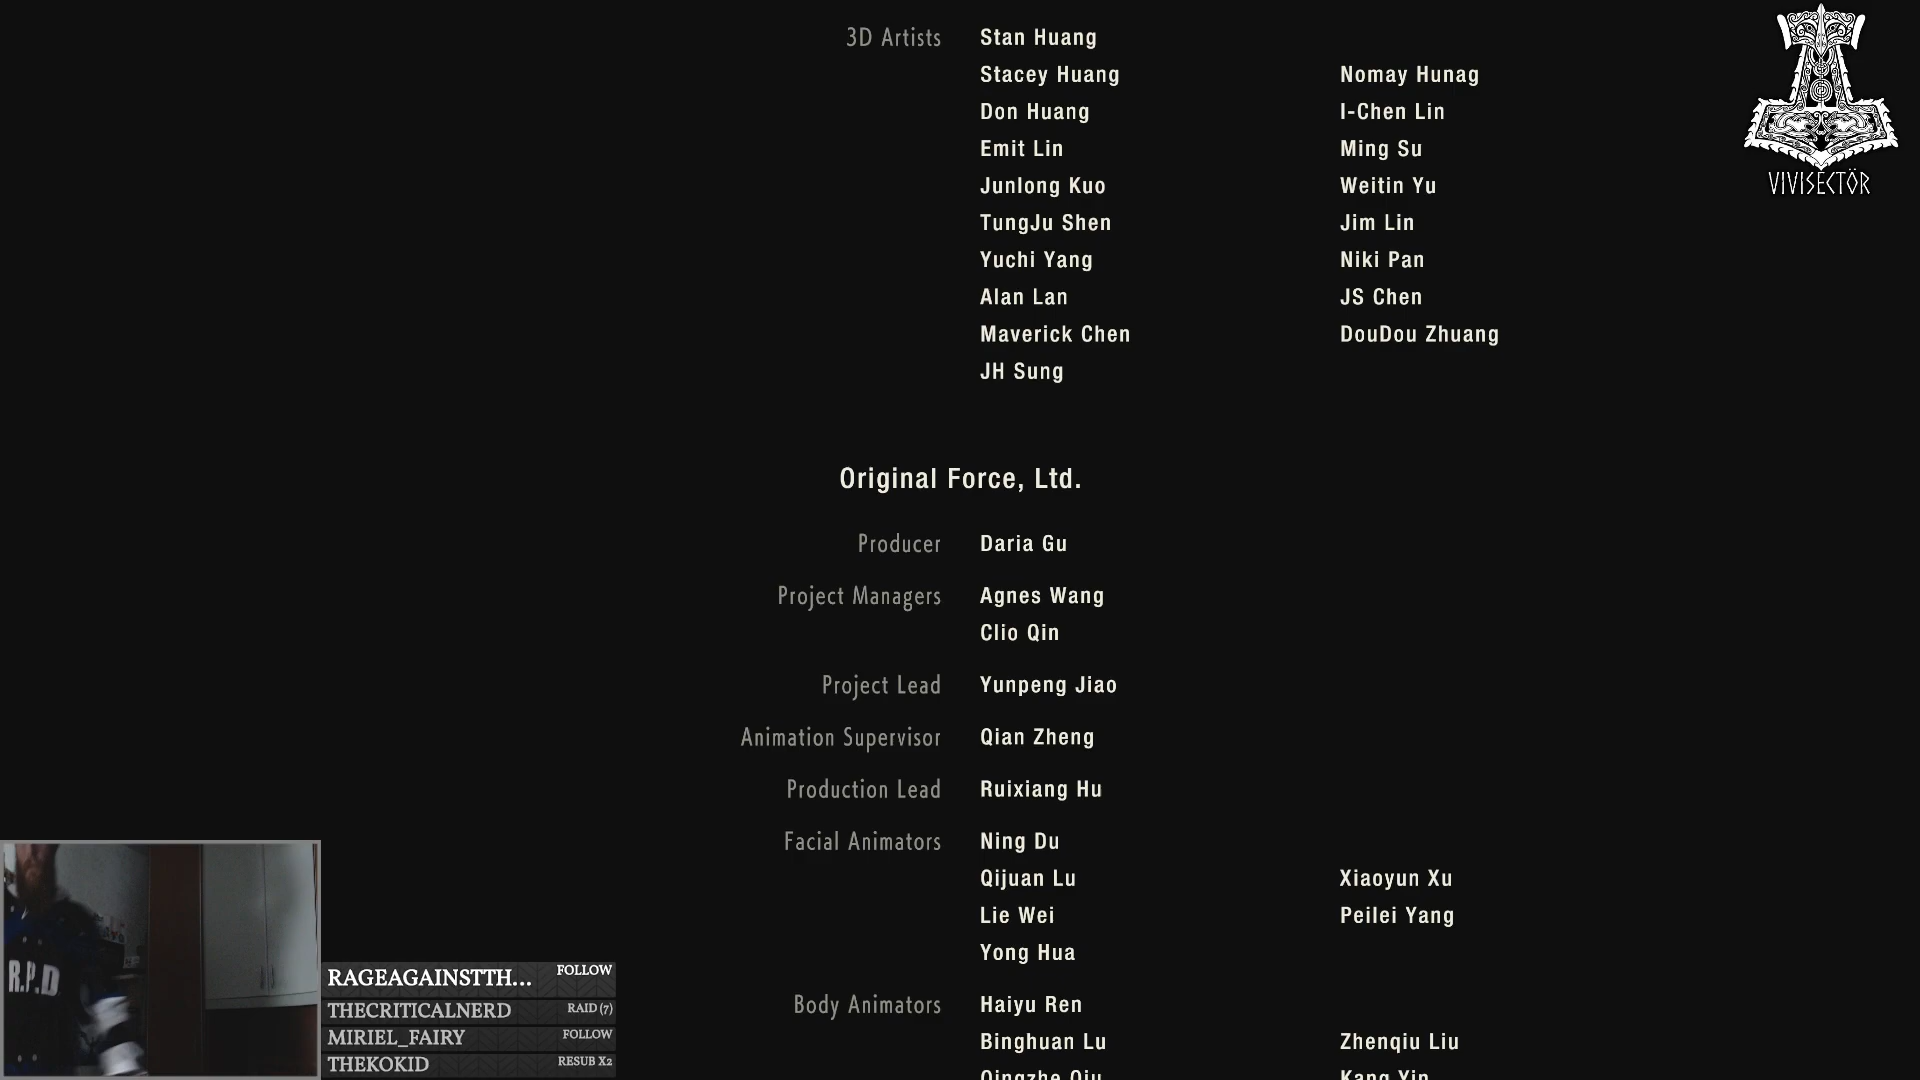 3D Artists Stan Huang
Stacey Huang Nomay Hunag
Don Huang I-Chen Lin
Emit Lin Ming Su
Junlong Kuo Weitin Yu
TungJu Shen Jim Lin
Yuchi Yang Niki Pan
Alan Lan JS Chen
Maverick Chen DouDou Zhuang
JH Sung
VIVISECTÖR
Original Force, Ltd.
Producer Daria Gu
Project Managers Agnes Wang
Clio Qin
Project Lead Yunpeng Jiao
Animation Supervisor Qian Zheng
Production Lead Ruixiang Hu
Facial Animators Ning Du
Qijuan Lu Xiaoyun Xu
Lie Wei Peilei Yang
Yong Hua
Body Animators Haiyu Ren
Binghuan Lu Zhenqiu Liu
Qingzhe Qiu Kang Yin
R.P.D
RAGEAGAINSTTH... FOLLOW
THECRITICALNERD RAID (7)
MIRIEL_FAIRY FOLLOW
THEKOKID RESUB X2